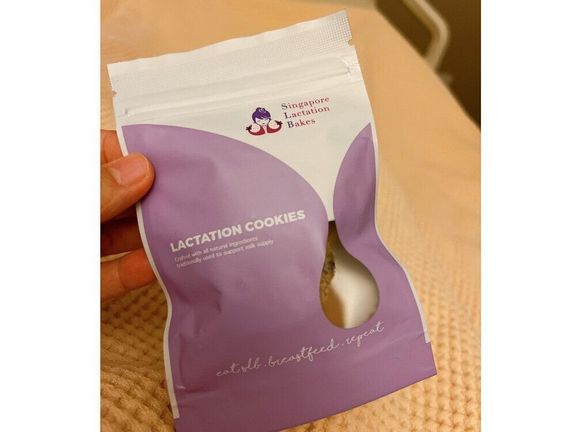 Singapore
Lactation
Bakes
LACTATION COOKIES
Crafted with all natural ingredients
traditionally used to support milk supply
eat slb . breastfeed . repeat